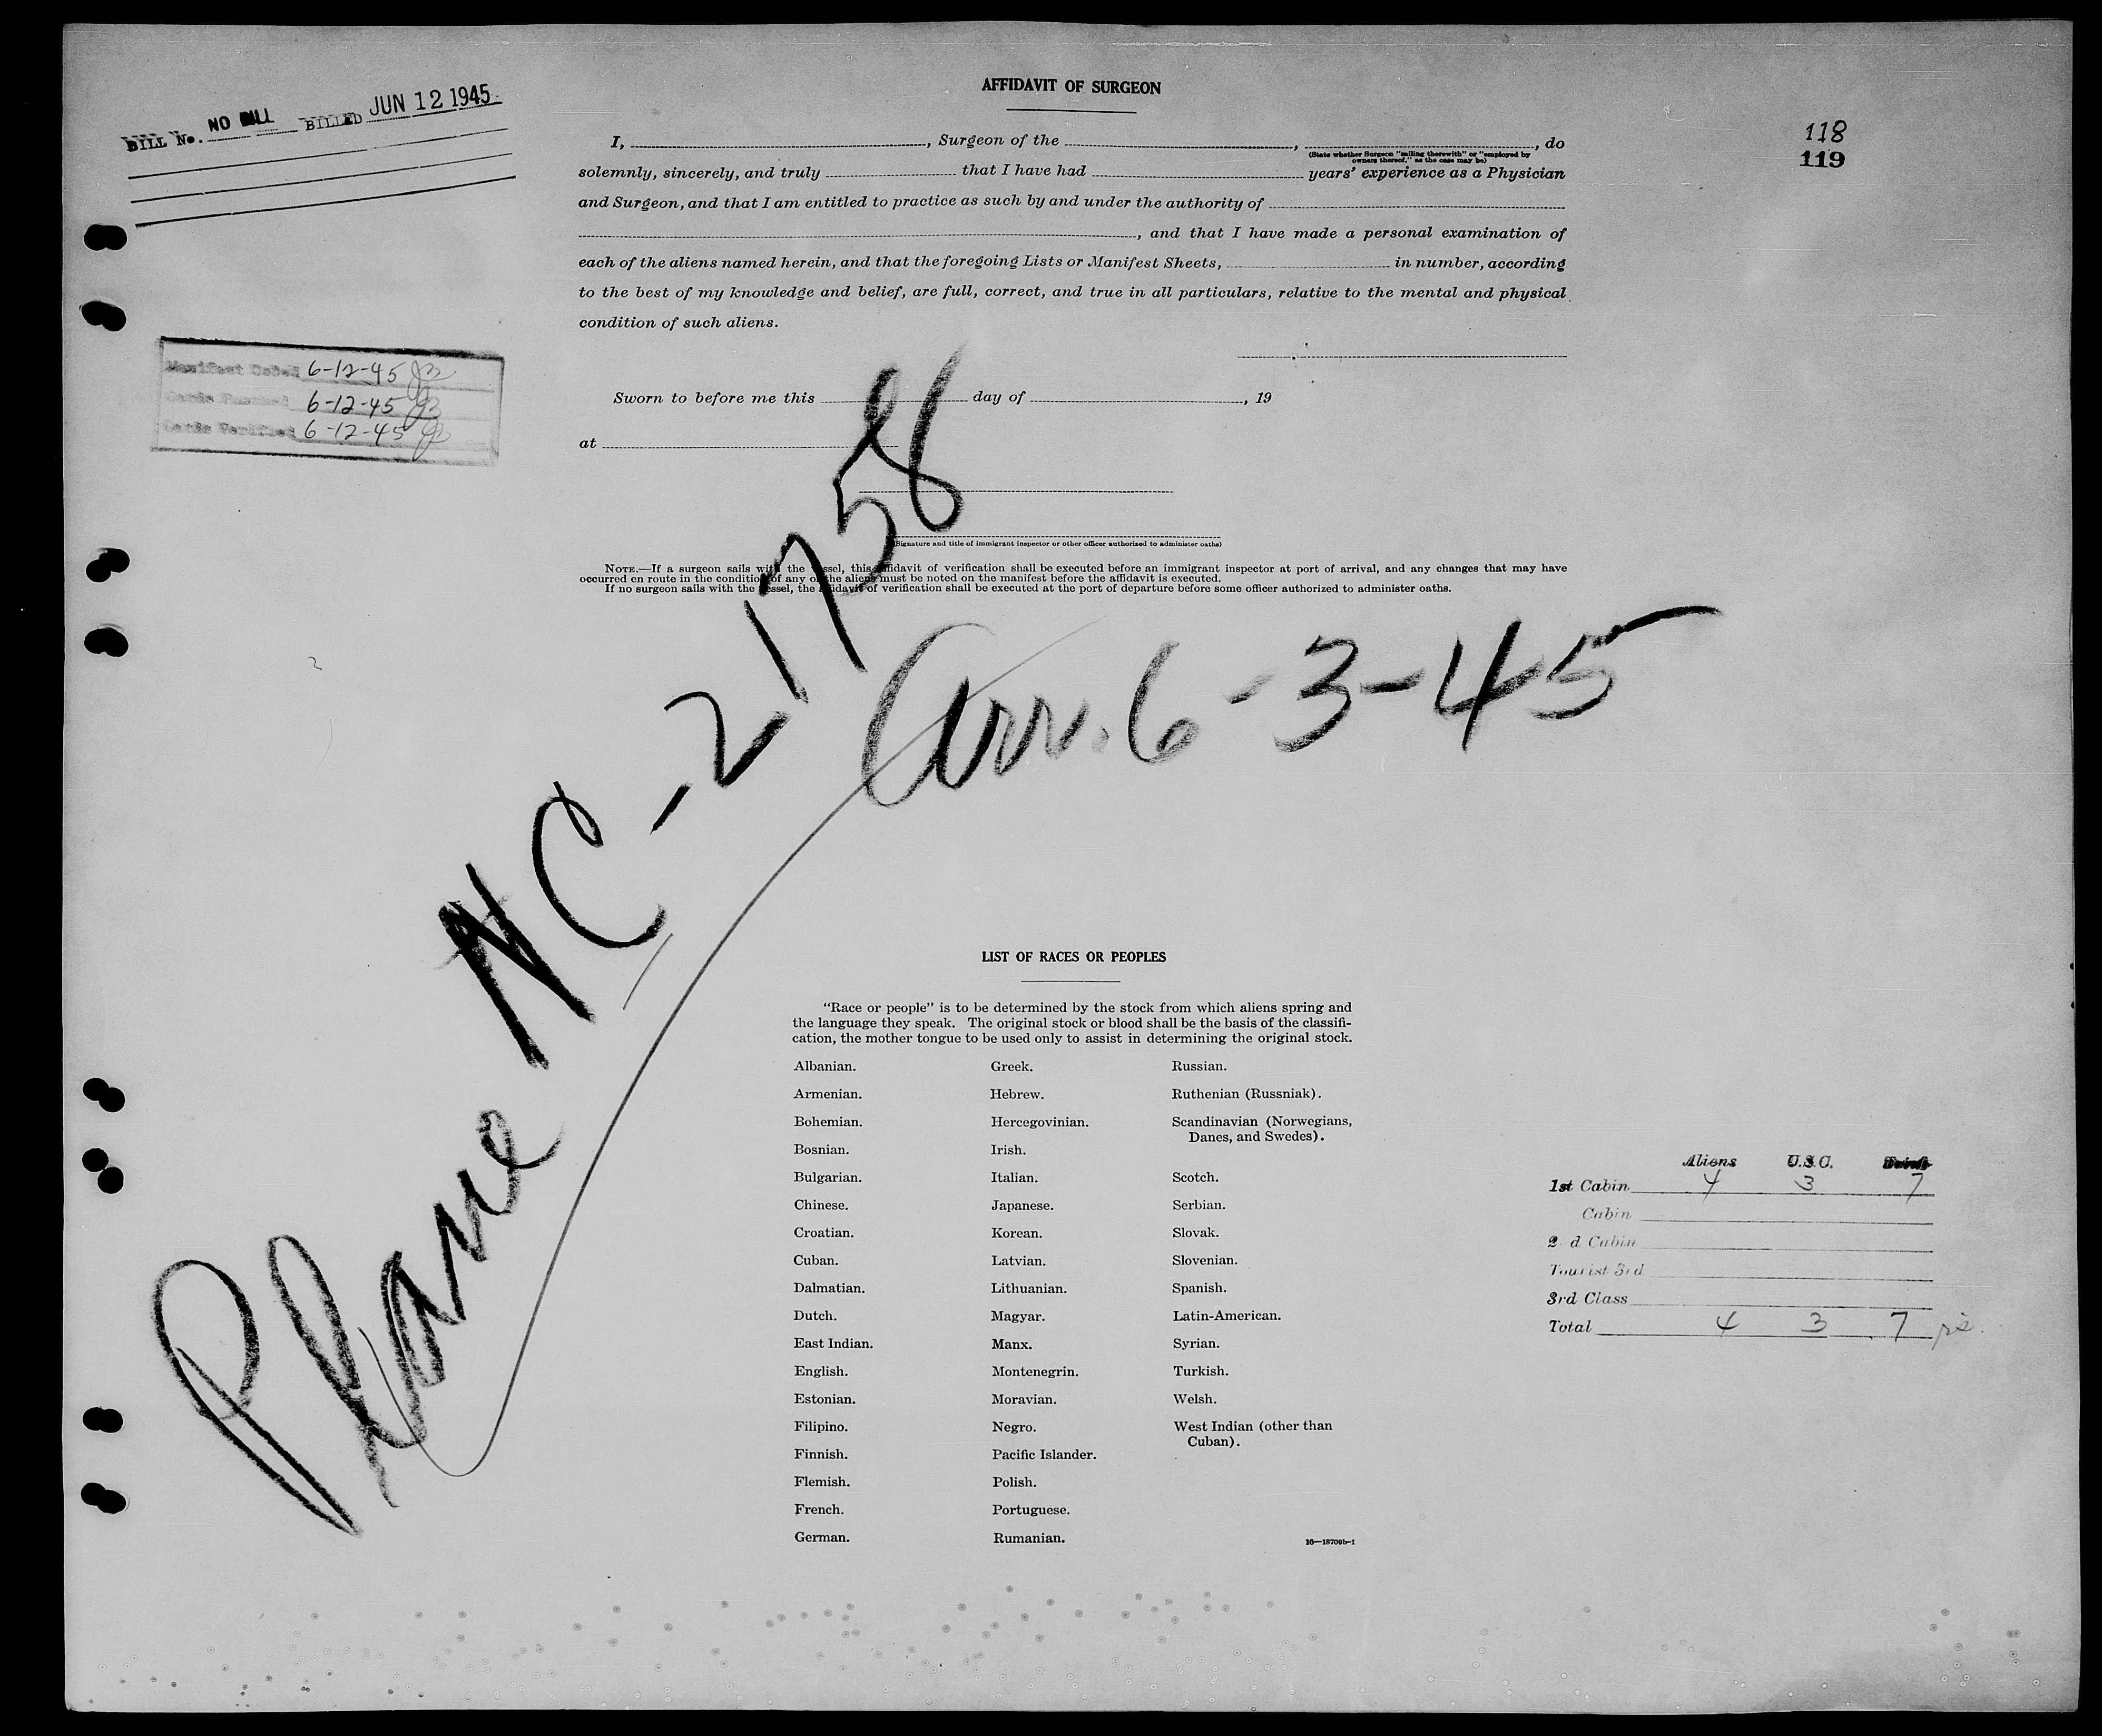 BILL No. NO BILL BILLED JUN 12 1945
AFFIDAVIT OF SURGEON
118
119
I, , Surgeon of the , , do
(State whether Surgeon "sailing therewith" or "employed by
owners thereof," as the case may be)
solemnly, sincerely, and truly that I have had years' experience as a Physician
and Surgeon, and that I am entitled to practice as such by and under the authority of
, and that I have made a personal examination of
each of the aliens named herein, and that the foregoing Lists or Manifest Sheets, in number, according
to the best of my knowledge and belief, are full, correct, and true in all particulars, relative to the mental and physical
condition of such aliens.
Manifest 6-12-45
Cards 6-12-45
Cards Verified 6-12-45
Sworn to before me this day of , 19
at
(Signature and title of immigrant inspector or other officer authorized to administer oaths)
NOTE.—If a surgeon sails with the vessel, this affidavit of verification shall be executed before an immigrant inspector at port of arrival, and any changes that may have
occurred en route in the condition of any of the aliens must be noted on the manifest before the affidavit is executed.
If no surgeon sails with the vessel, the affidavit of verification shall be executed at the port of departure before some officer authorized to administer oaths.
Plane NC-21758
Arr. 6-3-45
LIST OF RACES OR PEOPLES
"Race or people" is to be determined by the stock from which aliens spring and
the language they speak. The original stock or blood shall be the basis of the classifi-
cation, the mother tongue to be used only to assist in determining the original stock.
Albanian.
Armenian.
Bohemian.
Bosnian.
Bulgarian.
Chinese.
Croatian.
Cuban.
Dalmatian.
Dutch.
East Indian.
English.
Estonian.
Filipino.
Finnish.
Flemish.
French.
German.
Greek.
Hebrew.
Hercegovinian.
Irish.
Italian.
Japanese.
Korean.
Latvian.
Lithuanian.
Magyar.
Manx.
Montenegrin.
Moravian.
Negro.
Pacific Islander.
Polish.
Portuguese.
Rumanian.
Russian.
Ruthenian (Russniak).
Scandinavian (Norwegians,
Danes, and Swedes).
Scotch.
Serbian.
Slovak.
Slovenian.
Spanish.
Latin-American.
Syrian.
Turkish.
Welsh.
West Indian (other than
Cuban).
16—18709b-1
Aliens U.S.C.
1st Cabin 4 3 7
Cabin
2 d Cabin
Tourist 3rd
3rd Class
Total 4 3 7